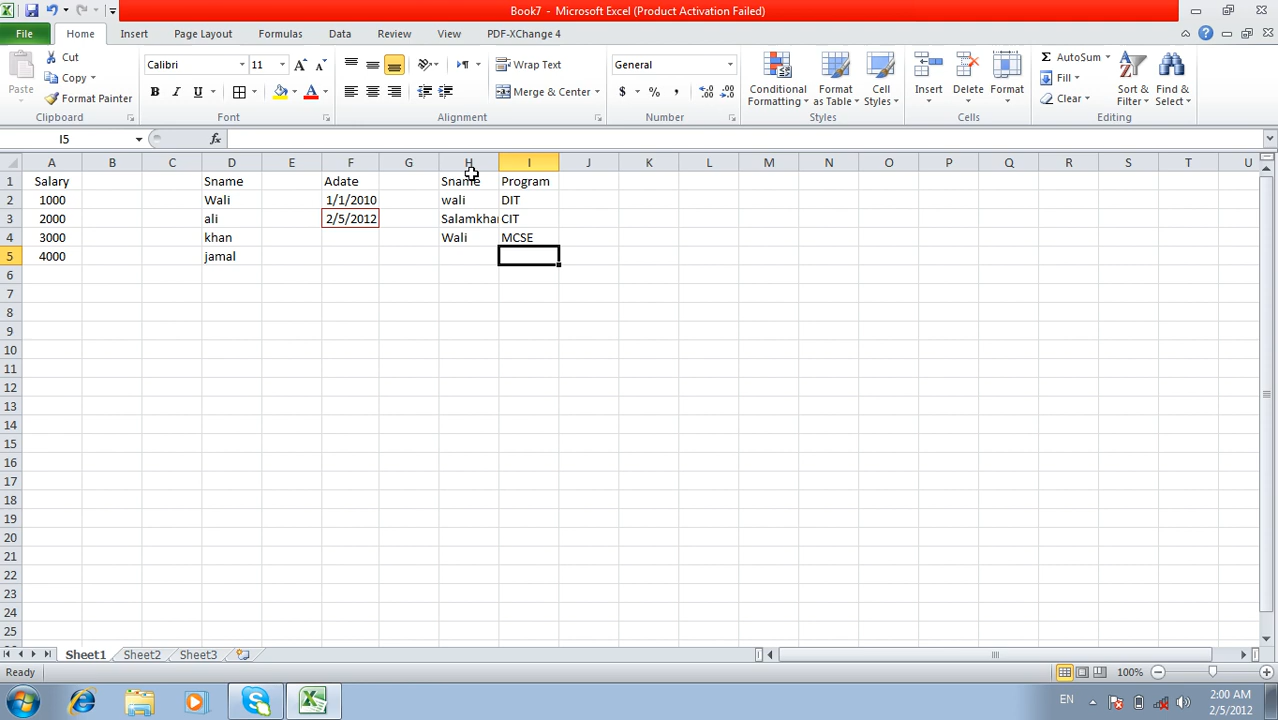 Book7 - Microsoft Excel (Product Activation Failed)
File Home Insert Page Layout Formulas Data Review View PDF-XChange 4
Paste Cut Calibri 11 Wrap Text General Conditional Formatting Format as Table Cell Styles Insert Delete Format AutoSum Sort & Filter Find & Select
Copy Fill
Format Painter B I U A Merge & Center $ % , Clear
Clipboard Font Alignment Number Styles Cells Editing
I5 fx
A B C D E F G H I J K L M N O P Q R S T U
1 Salary Sname Adate Sname Program
2 1000 Wali 1/1/2010 wali DIT
3 2000 ali 2/5/2012 Salamkhan CIT
4 3000 khan Wali MCSE
5 4000 jamal
6
7
8
9
10
11
12
13
14
15
16
17
18
19
20
21
22
23
24
25
Sheet1 Sheet2 Sheet3
Ready 100%
EN 2:00 AM
2/5/2012